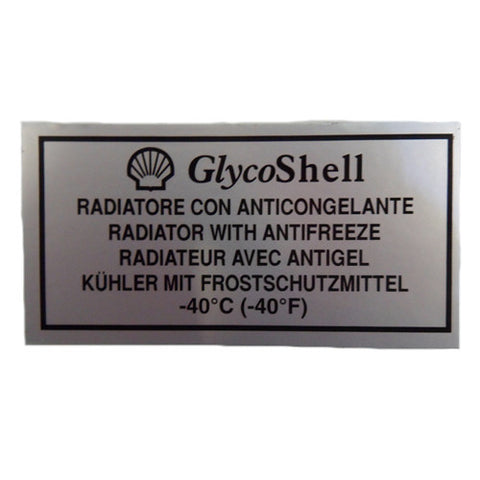 GlycoShell
RADIATORE CON ANTICONGELANTE
RADIATOR WITH ANTIFREEZE
RADIATEUR AVEC ANTIGEL
KÜHLER MIT FROSTSCHUTZMITTEL
-40°C (-40°F)